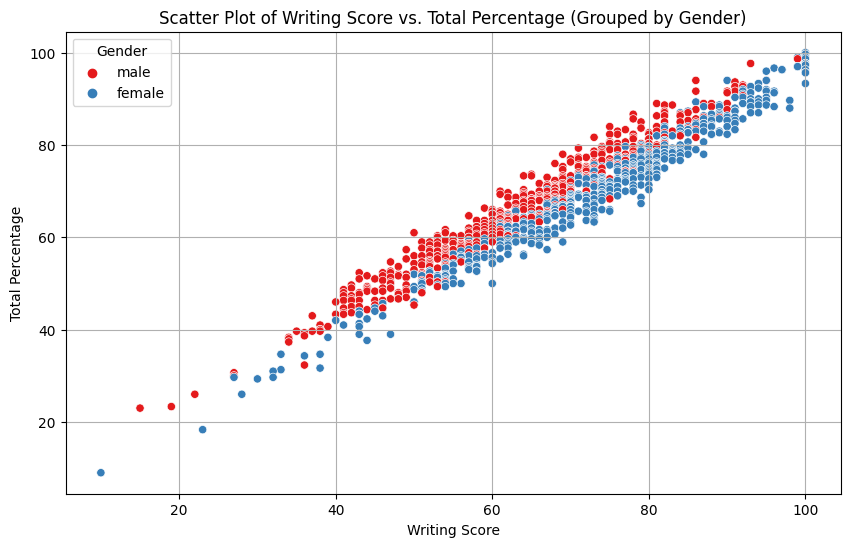 Scatter Plot of Writing Score vs. Total Percentage (Grouped by Gender)
Gender
male
female
100
80
60
40
20
Total Percentage
20 40 60 80 100
Writing Score